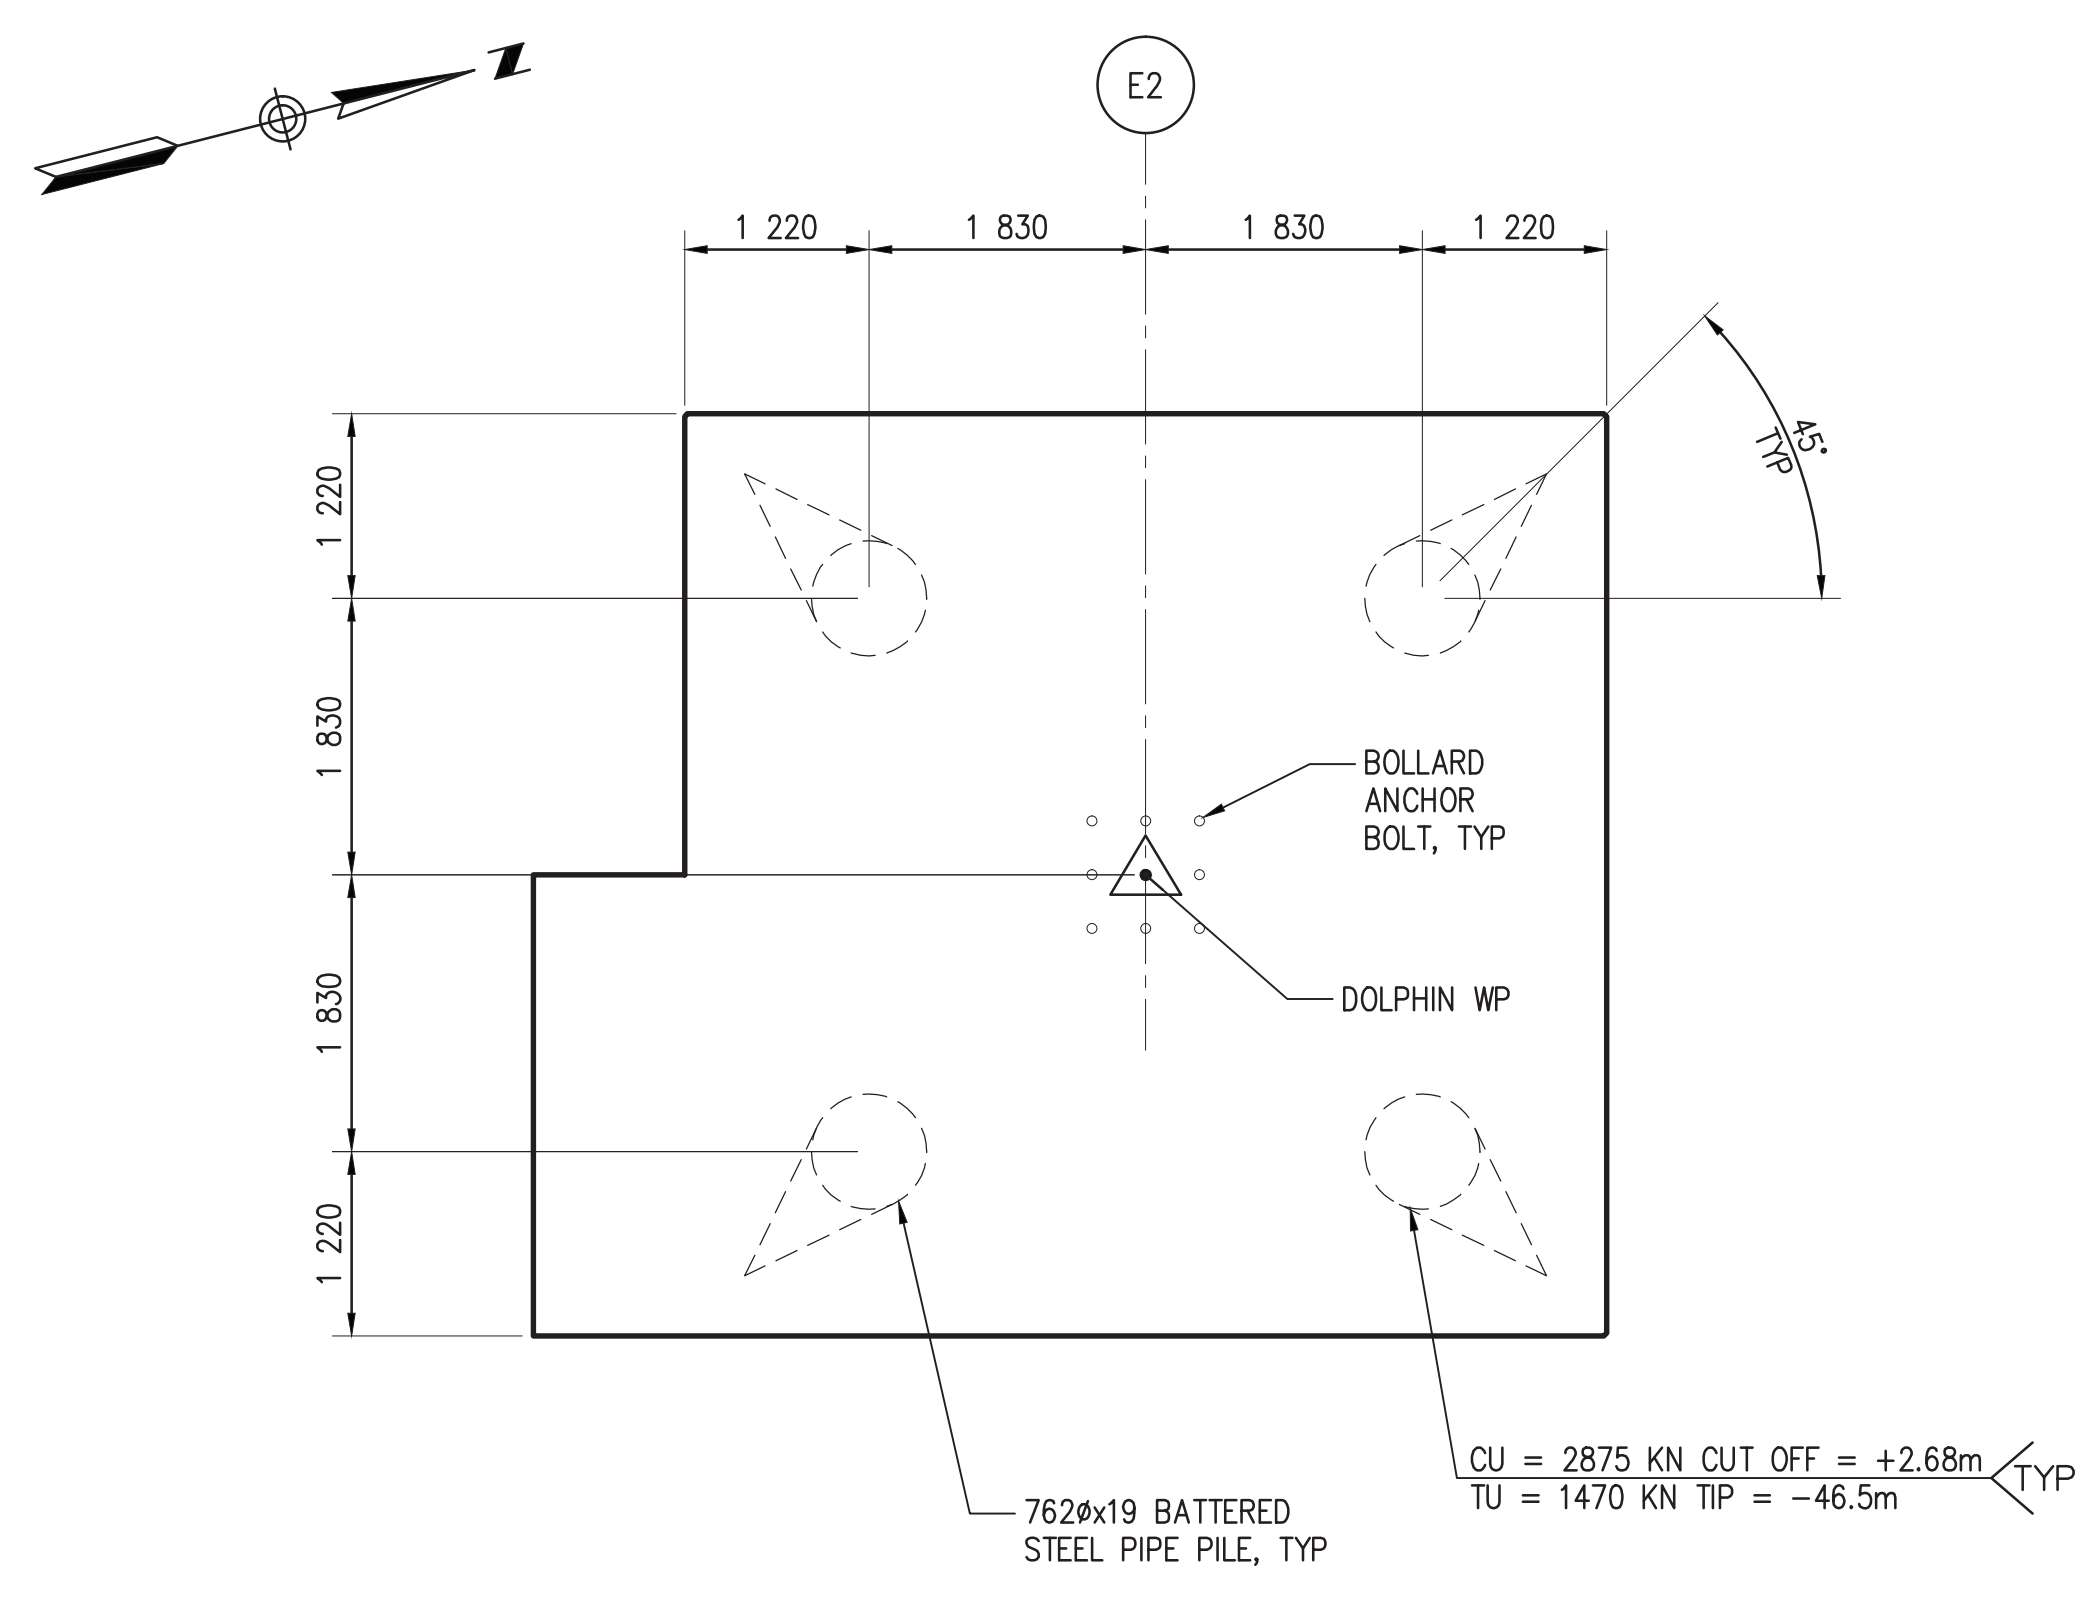 N
E2
1 220
1 830
1 830
1 220
45°
TYP
1 220
1 830
1 830
1 220
BOLLARD
ANCHOR
BOLT, TYP
DOLPHIN WP
CU = 2875 KN CUT OFF = +2.68m
TU = 1470 KN TIP = -46.5m
TYP
762øx19 BATTERED
STEEL PIPE PILE, TYP